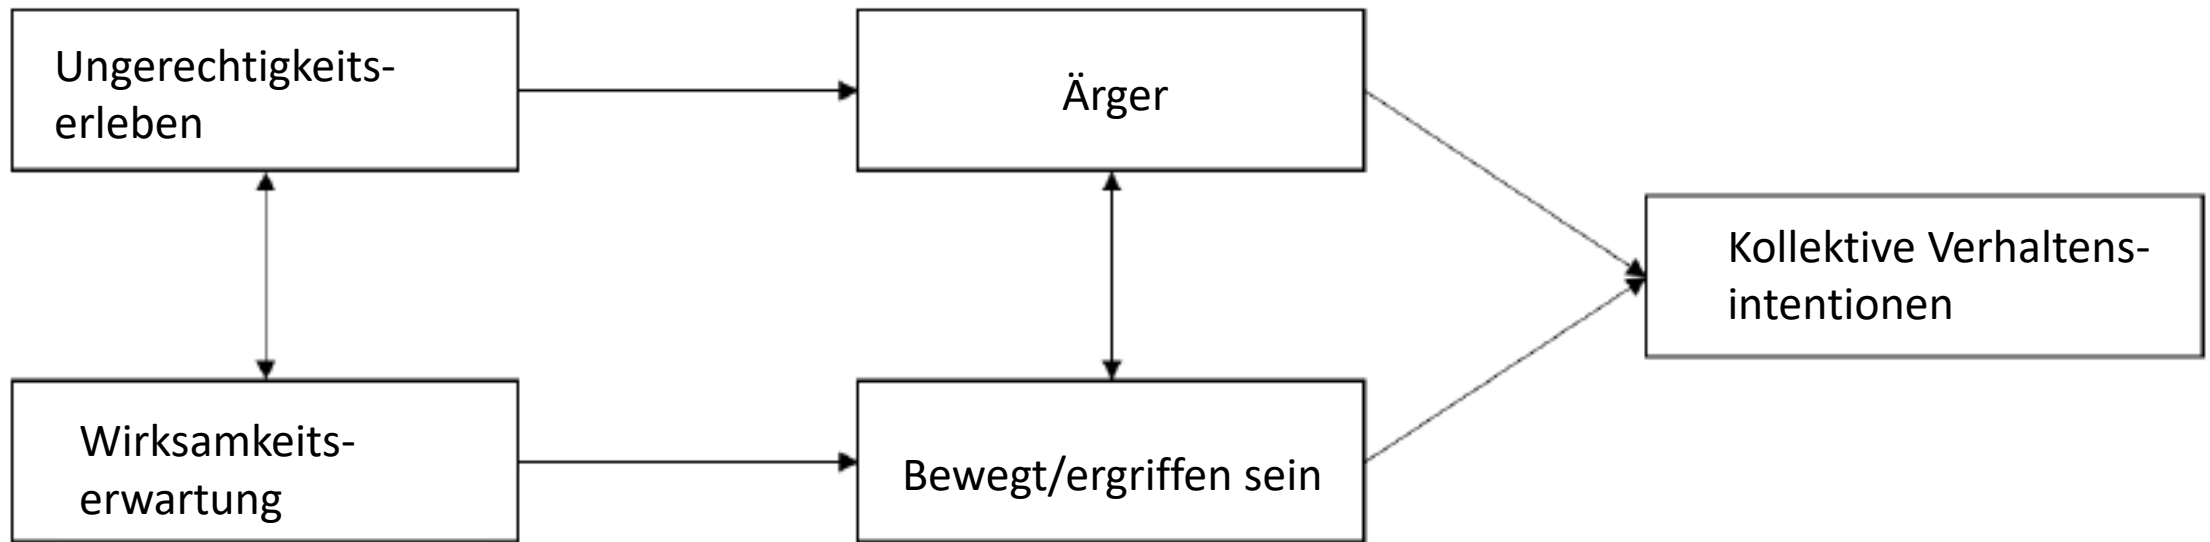 Ungerechtigkeits-
erleben
Ärger
Kollektive Verhaltens-
intentionen
Wirksamkeits-
erwartung
Bewegt/ergriffen sein